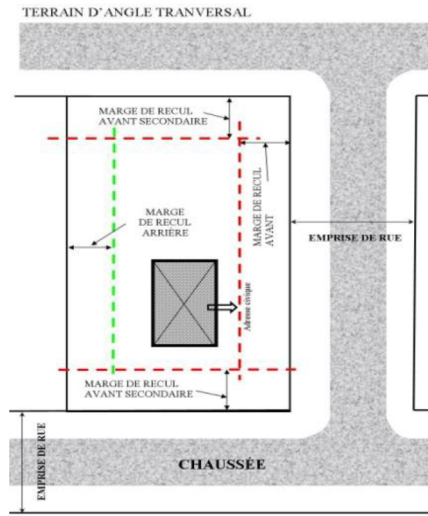 TERRAIN D'ANGLE TRANVERSAL
MARGE DE RECUL
AVANT SECONDAIRE
MARGE DE RECUL
AVANT
MARGE
DE RECUL
ARRIÈRE
EMPRISE DE RUE
Adresse civique
MARGE DE RECUL
AVANT SECONDAIRE
EMPRISE DE RUE
CHAUSSÉE